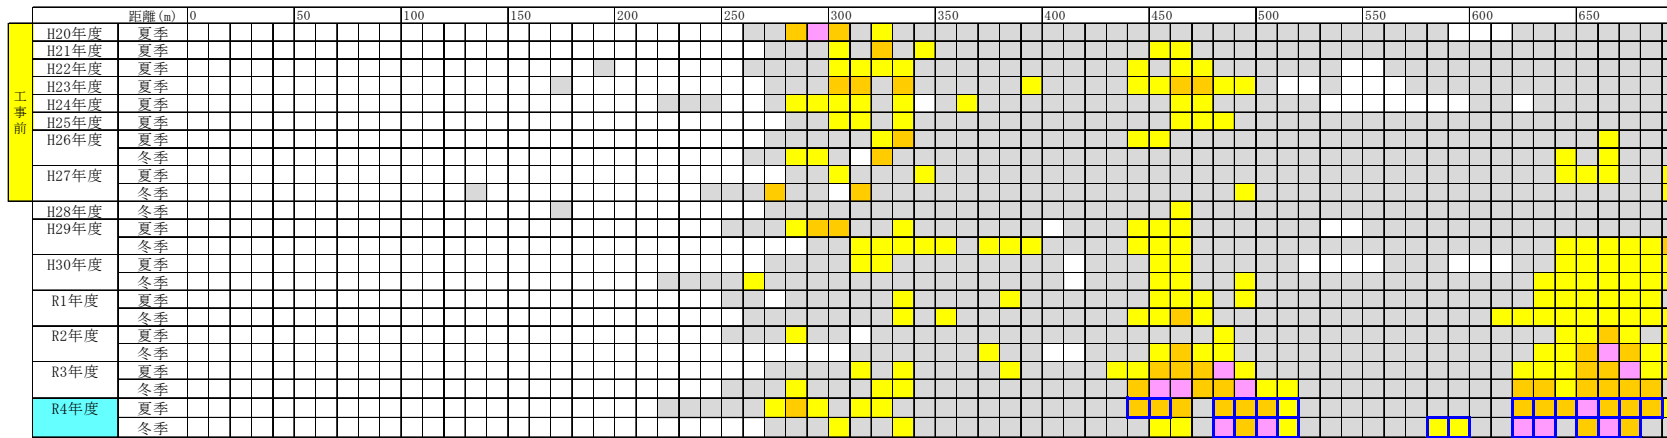 距離(m) 0 50 100 150 200 250 300 350 400 450 500 550 600 650
工事前
H20年度 夏季
H21年度 夏季
H22年度 夏季
H23年度 夏季
H24年度 夏季
H25年度 夏季
H26年度 夏季
冬季
H27年度 夏季
冬季
H28年度 冬季
H29年度 夏季
冬季
H30年度 夏季
冬季
R1年度 夏季
冬季
R2年度 夏季
冬季
R3年度 夏季
冬季
R4年度 夏季
冬季